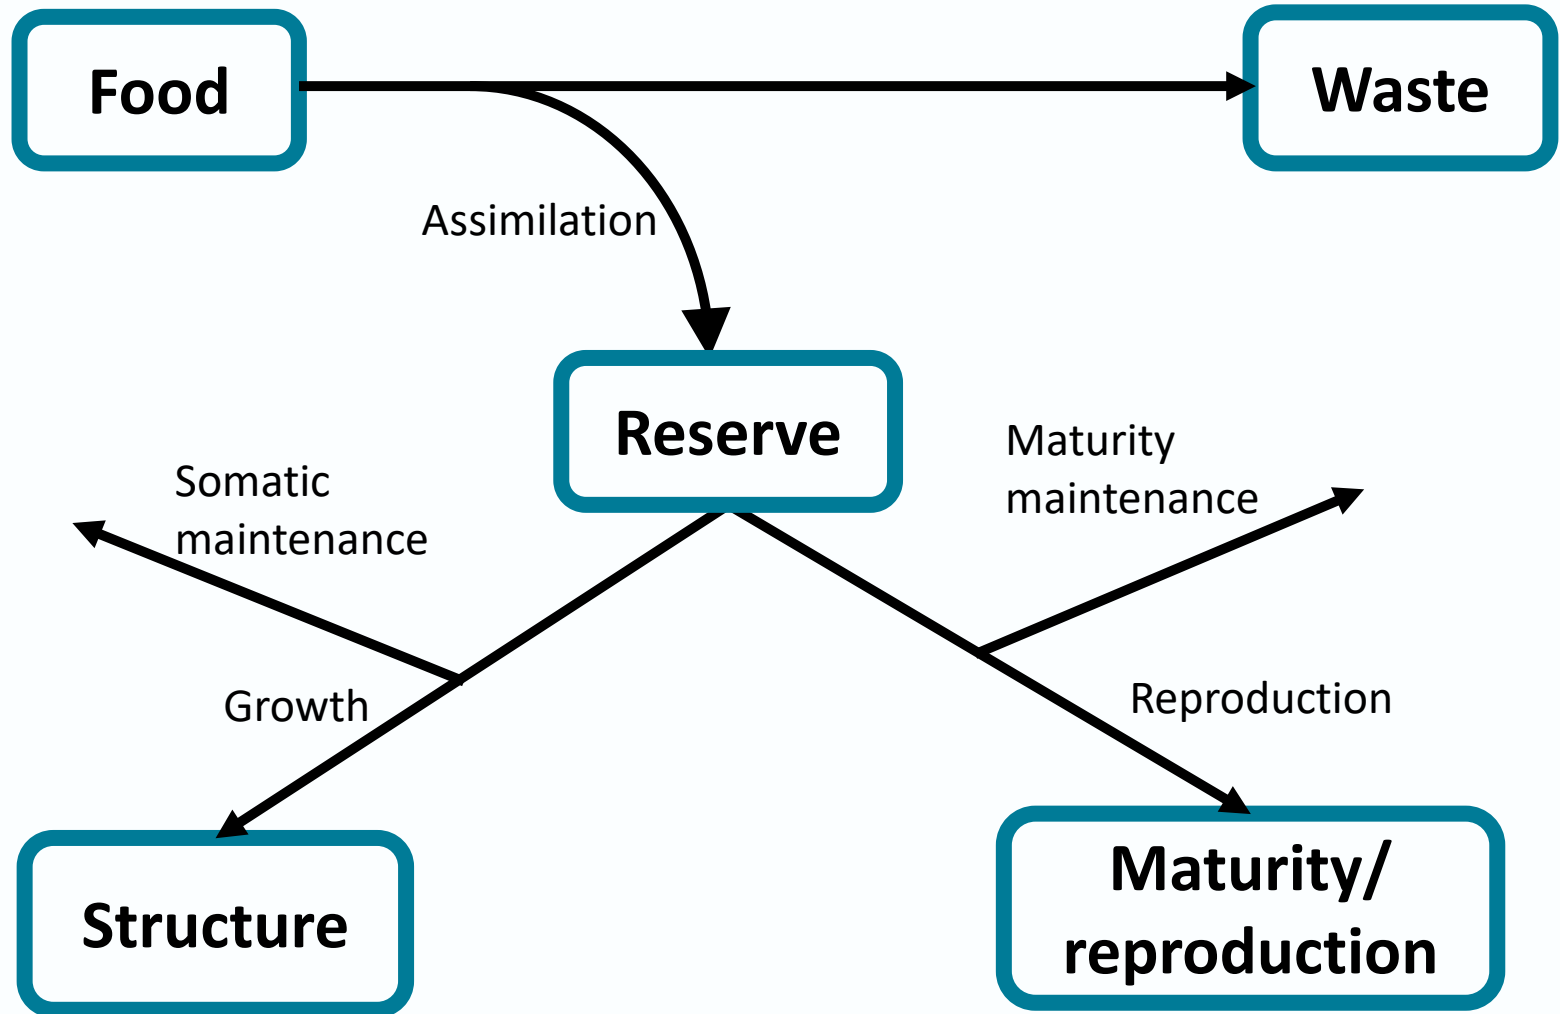 Food
Waste
Assimilation
Reserve
Maturity
maintenance
Somatic
maintenance
Growth
Reproduction
Structure
Maturity/
reproduction